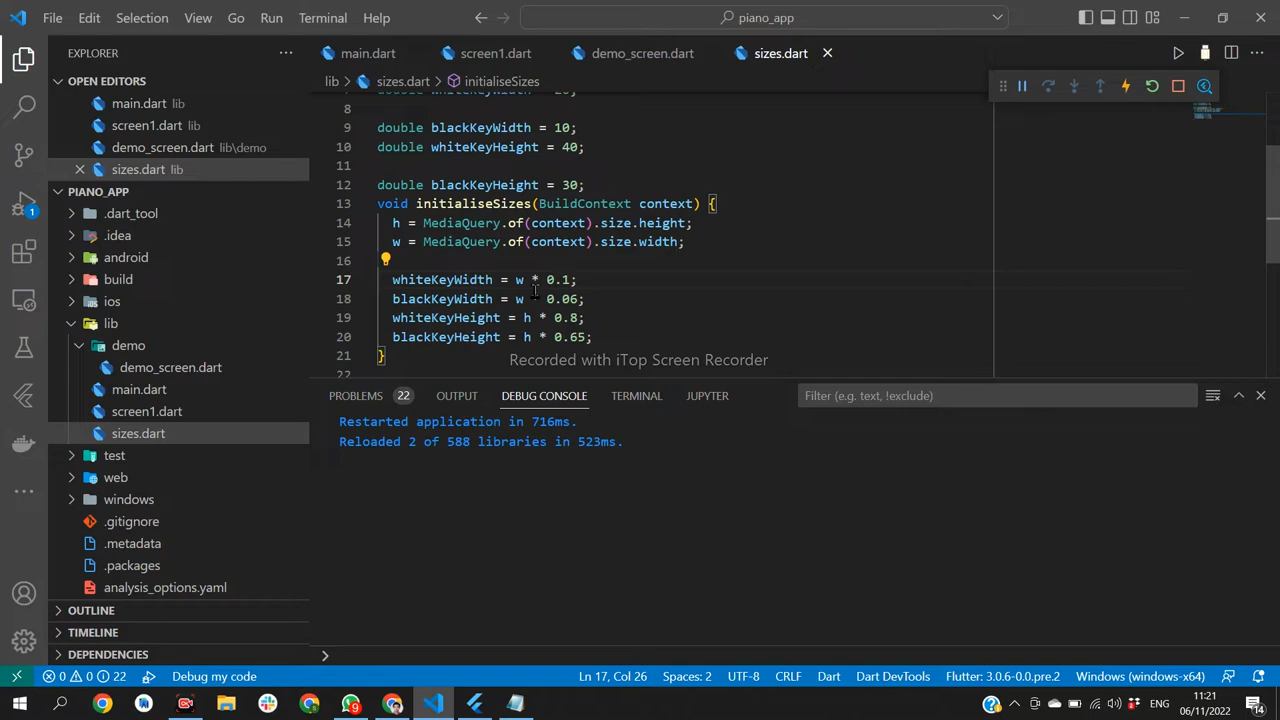 File Edit Selection View Go Run Terminal Help
piano_app
EXPLORER
main.dart
screen1.dart
demo_screen.dart
sizes.dart
OPEN EDITORS
main.dart lib
screen1.dart lib
demo_screen.dart lib\demo
sizes.dart lib
PIANO_APP
.dart_tool
.idea
android
build
ios
lib
demo
demo_screen.dart
main.dart
screen1.dart
sizes.dart
test
web
windows
.gitignore
.metadata
.packages
analysis_options.yaml
OUTLINE
TIMELINE
DEPENDENCIES
lib > sizes.dart > initialiseSizes
8
9 double blackKeyWidth = 10;
10 double whiteKeyHeight = 40;
11
12 double blackKeyHeight = 30;
13 void initialiseSizes(BuildContext context) {
14 h = MediaQuery.of(context).size.height;
15 w = MediaQuery.of(context).size.width;
16
17 whiteKeyWidth = w * 0.1;
18 blackKeyWidth = w 0.06;
19 whiteKeyHeight = h * 0.8;
20 blackKeyHeight = h * 0.65;
21 }
22
Recorded with iTop Screen Recorder
PROBLEMS 22 OUTPUT DEBUG CONSOLE TERMINAL JUPYTER
Filter (e.g. text, !exclude)
Restarted application in 716ms.
Reloaded 2 of 588 libraries in 523ms.
1
0 0 22 Debug my code
Ln 17, Col 26 Spaces: 2 UTF-8 CRLF Dart Dart DevTools Flutter: 3.0.6-0.0.pre.2 Windows (windows-x64)
9
ENG
11:21
06/11/2022
14